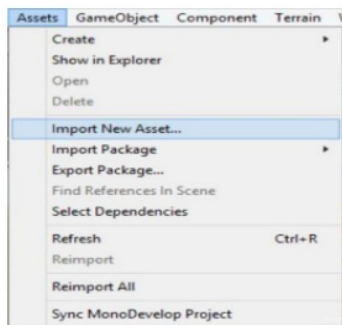 Assets GameObject Component Terrain
Create
Show in Explorer
Open
Delete
Import New Asset...
Import Package
Export Package...
Find References In Scene
Select Dependencies
Refresh Ctrl+R
Reimport
Reimport All
Sync MonoDevelop Project